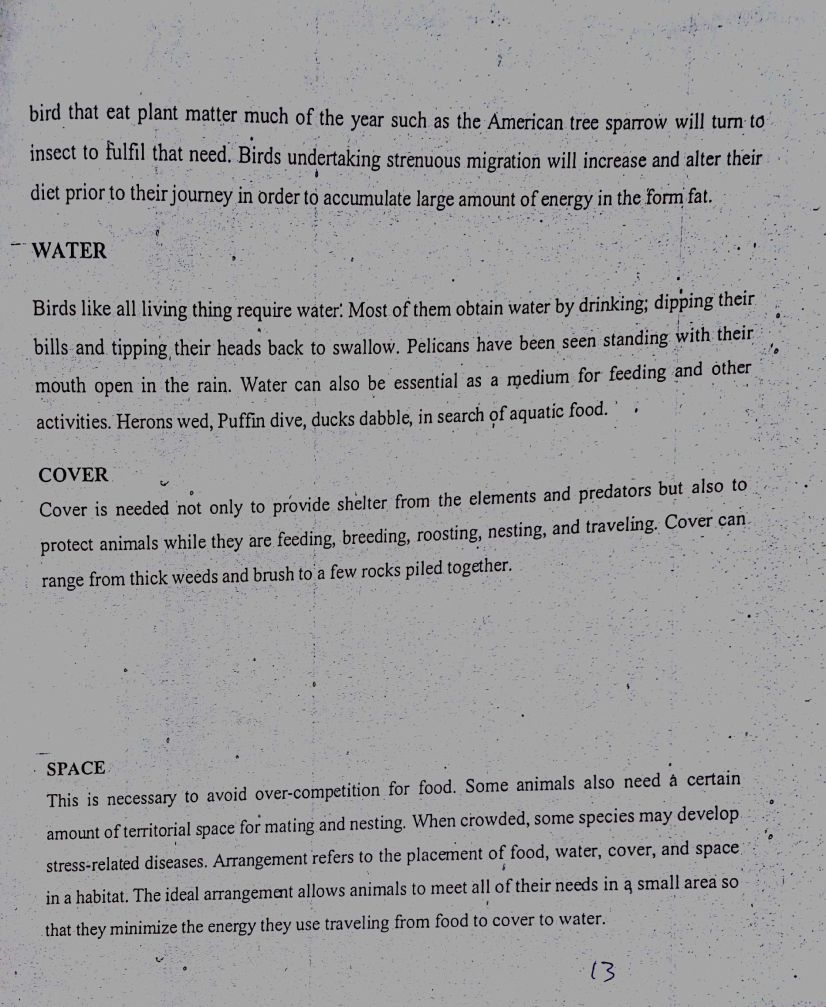 bird that eat plant matter much of the year such as the American tree sparrow will turn to
insect to fulfil that need. Birds undertaking strenuous migration will increase and alter their
diet prior to their journey in order to accumulate large amount of energy in the form fat.
WATER
Birds like all living thing require water. Most of them obtain water by drinking; dipping their
bills and tipping their heads back to swallow. Pelicans have been seen standing with their
mouth open in the rain. Water can also be essential as a medium for feeding and other
activities. Herons wed, Puffin dive, ducks dabble, in search of aquatic food.
COVER
Cover is needed not only to provide shelter from the elements and predators but also to
protect animals while they are feeding, breeding, roosting, nesting, and traveling. Cover can
range from thick weeds and brush to a few rocks piled together.
SPACE
This is necessary to avoid over-competition for food. Some animals also need a certain
amount of territorial space for mating and nesting. When crowded, some species may develop
stress-related diseases. Arrangement refers to the placement of food, water, cover, and space
in a habitat. The ideal arrangement allows animals to meet all of their needs in a small area so
that they minimize the energy they use traveling from food to cover to water.
13